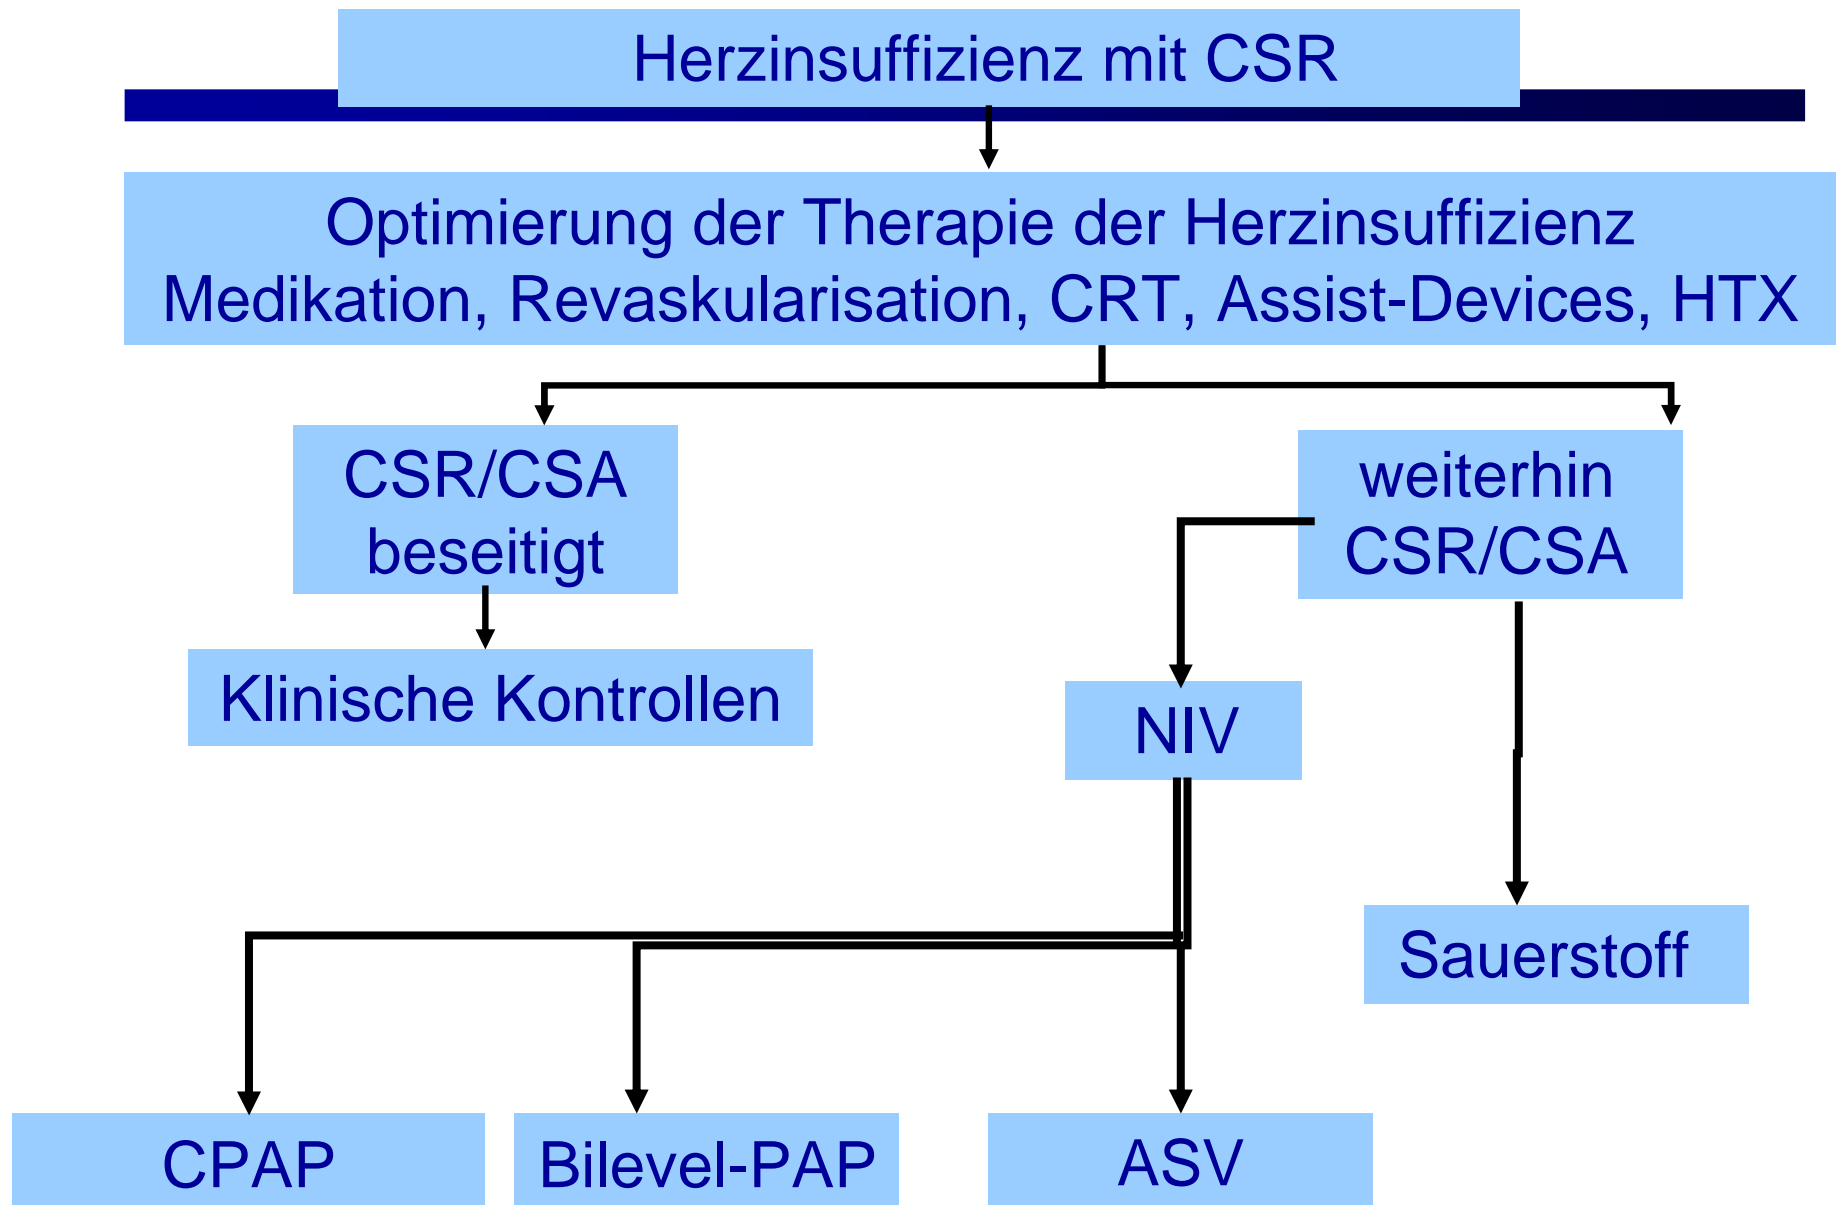 Herzinsuffizienz mit CSR
Optimierung der Therapie der Herzinsuffizienz
Medikation, Revaskularisation, CRT, Assist-Devices, HTX
CSR/CSA
beseitigt
weiterhin
CSR/CSA
Klinische Kontrollen
NIV
Sauerstoff
CPAP
Bilevel-PAP
ASV